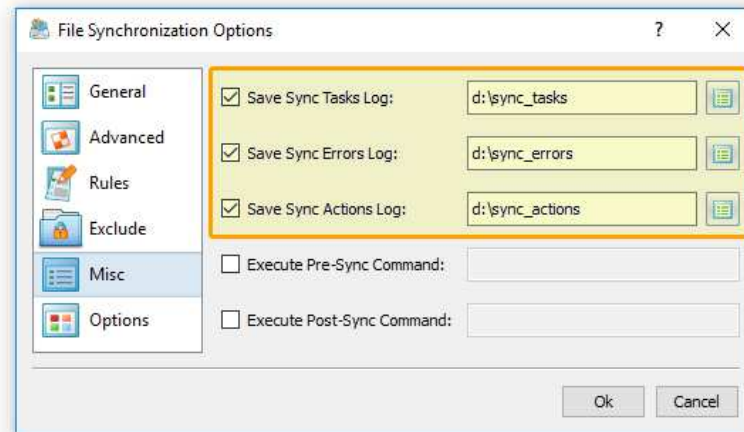 File Synchronization Options
General
Advanced
Rules
Exclude
Misc
Options
Save Sync Tasks Log: d:\sync_tasks
Save Sync Errors Log: d:\sync_errors
Save Sync Actions Log: d:\sync_actions
Execute Pre-Sync Command:
Execute Post-Sync Command:
Ok Cancel